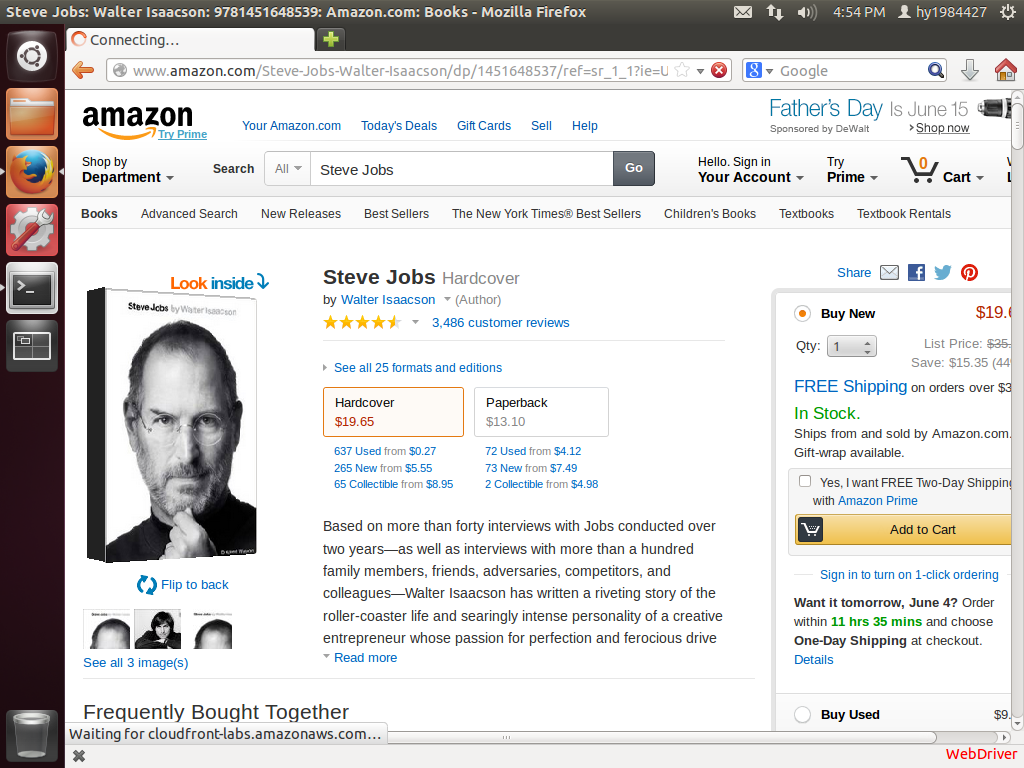 Steve Jobs: Walter Isaacson: 9781451648539: Amazon.com: Books - Mozilla Firefox
4:54 PM hy1984427
Connecting…
www.amazon.com/Steve-Jobs-Walter-Isaacson/dp/1451648537/ref=sr_1_1?ie=U
Google
amazon
Try Prime
Your Amazon.com Today's Deals Gift Cards Sell Help
Father's Day Is June 15
Sponsored by DeWalt Shop now
Shop by
Department
Search All Steve Jobs Go
Hello. Sign in
Your Account
Try
Prime
0
Cart
Books Advanced Search New Releases Best Sellers The New York Times® Best Sellers Children's Books Textbooks Textbook Rentals
Look inside
Steve Jobs by Walter Isaacson
Flip to back
See all 3 image(s)
Steve Jobs Hardcover
by Walter Isaacson (Author)
3,486 customer reviews
See all 25 formats and editions
Hardcover
$19.65
Paperback
$13.10
637 Used from $0.27
265 New from $5.55
65 Collectible from $8.95
72 Used from $4.12
73 New from $7.49
2 Collectible from $4.98
Based on more than forty interviews with Jobs conducted over
two years—as well as interviews with more than a hundred
family members, friends, adversaries, competitors, and
colleagues—Walter Isaacson has written a riveting story of the
roller-coaster life and searingly intense personality of a creative
entrepreneur whose passion for perfection and ferocious drive
Read more
Share
Buy New $19.6
Qty: 1
List Price: $35.
Save: $15.35 (44
FREE Shipping on orders over $3
In Stock.
Ships from and sold by Amazon.com.
Gift-wrap available.
Yes, I want FREE Two-Day Shipping
with Amazon Prime
Add to Cart
Sign in to turn on 1-click ordering
Want it tomorrow, June 4? Order
within 11 hrs 35 mins and choose
One-Day Shipping at checkout.
Details
Buy Used $9.
Frequently Bought Together
Waiting for cloudfront-labs.amazonaws.com…
WebDriver